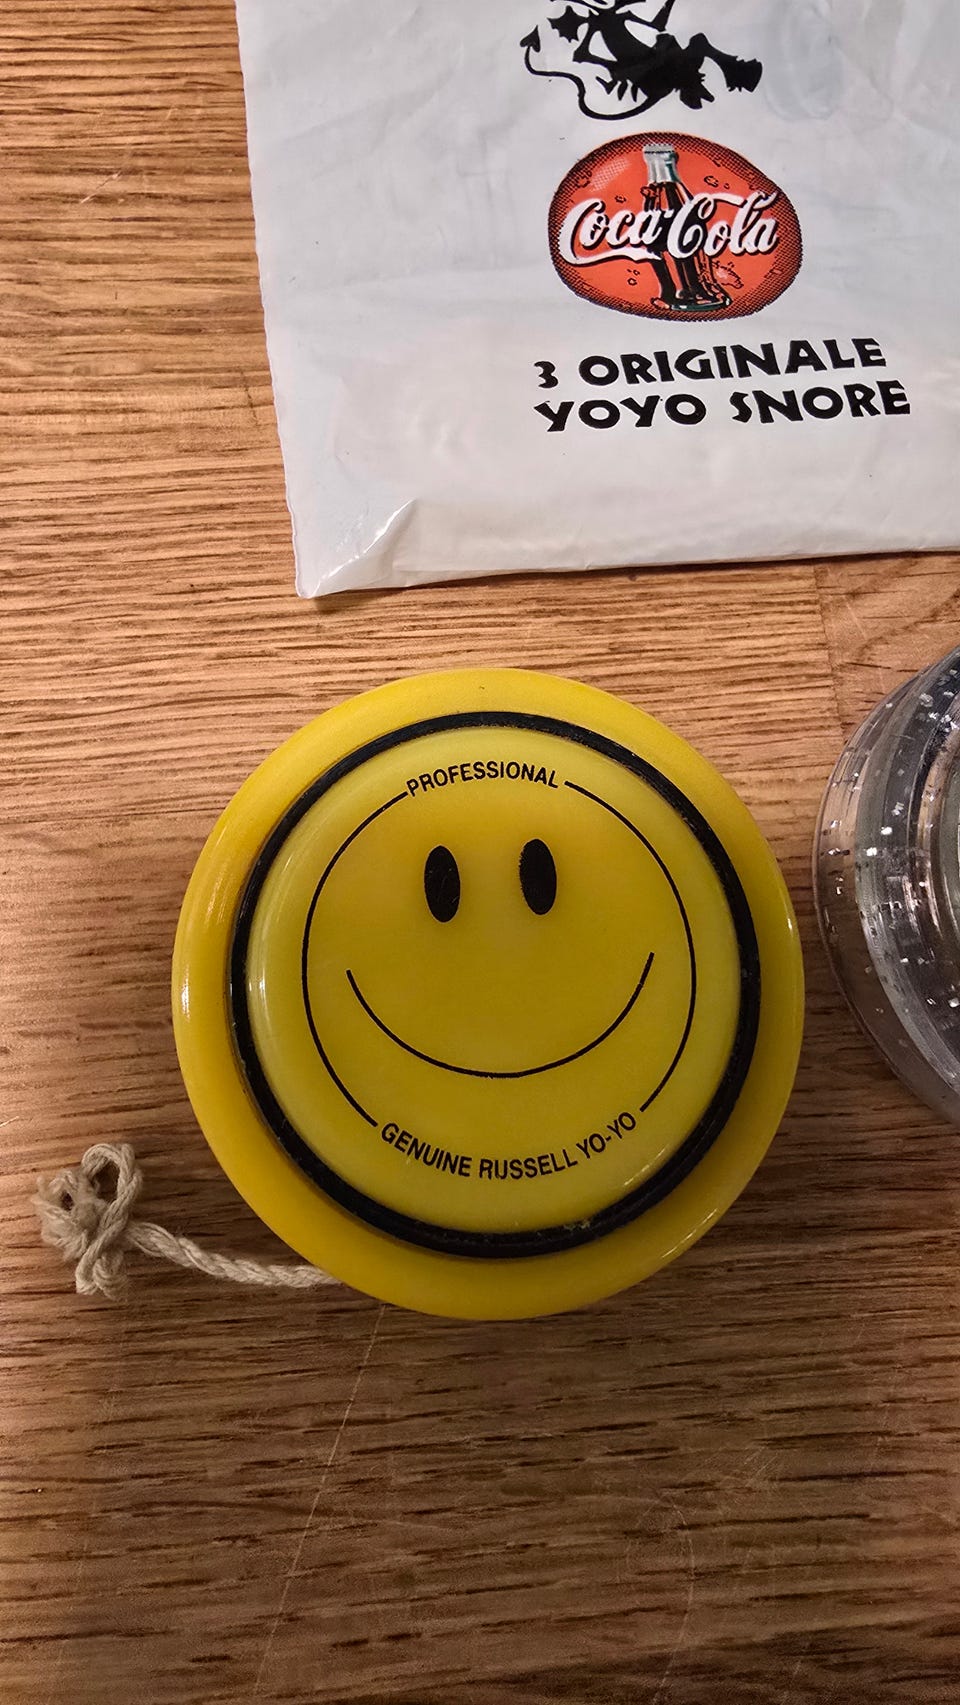 Coca-Cola
3 ORIGINALE
YOYO SNORE
PROFESSIONAL
GENUINE RUSSELL YO-YO